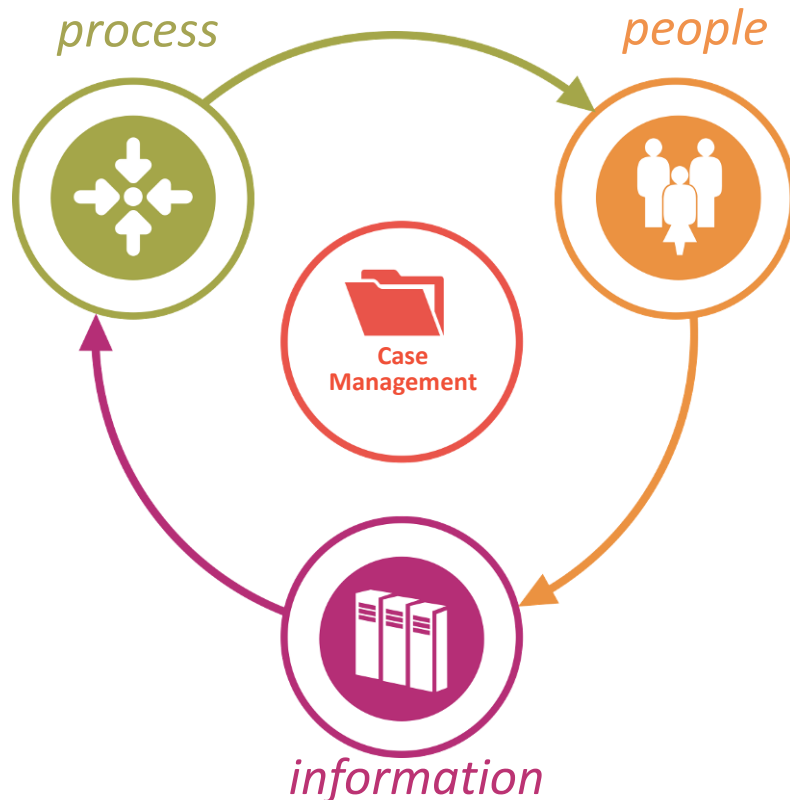 process
people
Case
Management
information